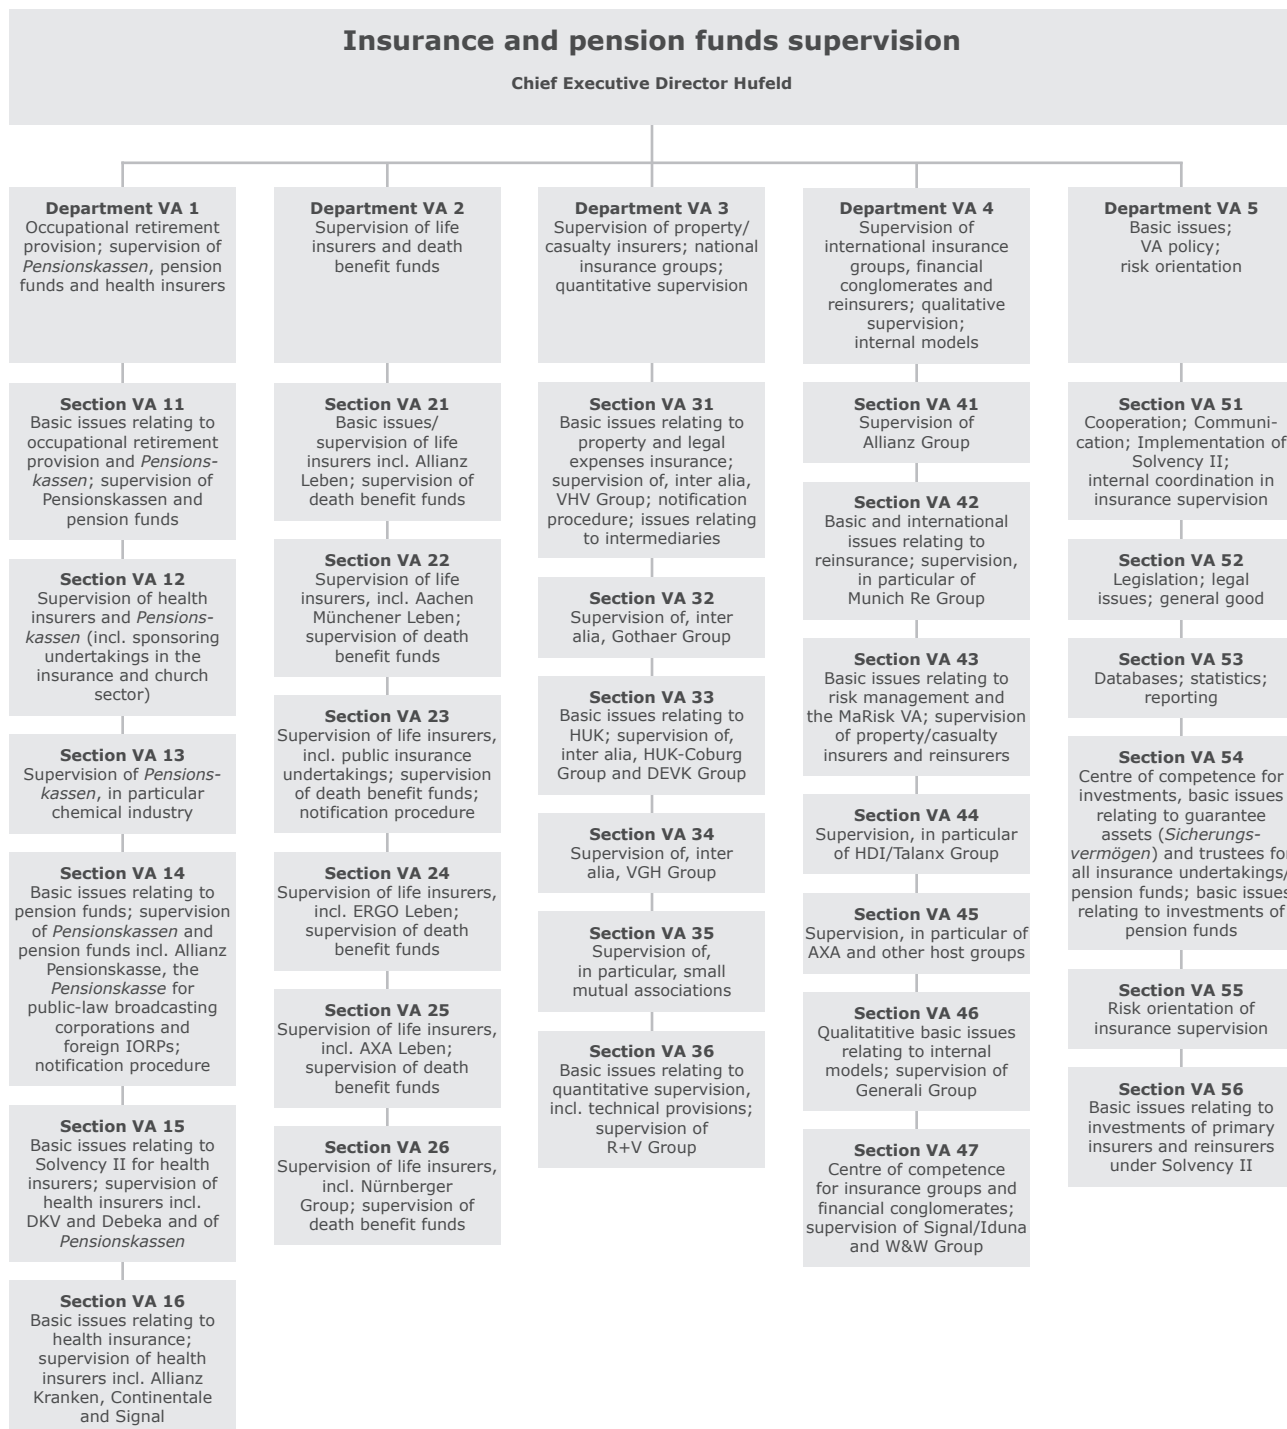 Insurance and pension funds supervision
Chief Executive Director Hufeld
Department VA 1
Occupational retirement
provision; supervision of
Pensionskassen, pension
funds and health insurers
Section VA 11
Basic issues relating to
occupational retirement
provision and Pensions-
kassen; supervision of
Pensionskassen and
pension funds
Section VA 12
Supervision of health
insurers and Pensions-
kassen (incl. sponsoring
undertakings in the
insurance and church
sector)
Section VA 13
Supervision of Pensions-
kassen, in particular
chemical industry
Section VA 14
Basic issues relating to
pension funds; supervision
of Pensionskassen and
pension funds incl. Allianz
Pensionskasse, the
Pensionskasse for
public-law broadcasting
corporations and
foreign IORPs;
notification procedure
Section VA 15
Basic issues relating to
Solvency II for health
insurers; supervision of
health insurers incl.
DKV and Debeka and of
Pensionskassen
Section VA 16
Basic issues relating to
health insurance;
supervision of health
insurers incl. Allianz
Kranken, Continentale
and Signal
Department VA 2
Supervision of life
insurers and death
benefit funds
Section VA 21
Basic issues/
supervision of life
insurers incl. Allianz
Leben; supervision of
death benefit funds
Section VA 22
Supervision of life
insurers, incl. Aachen
Münchener Leben;
supervision of death
benefit funds
Section VA 23
Supervision of life insurers,
incl. public insurance
undertakings; supervision
of death benefit funds;
notification procedure
Section VA 24
Supervision of life insurers,
incl. ERGO Leben;
supervision of death
benefit funds
Section VA 25
Supervision of life insurers,
incl. AXA Leben;
supervision of death
benefit funds
Section VA 26
Supervision of life insurers,
incl. Nürnberger
Group; supervision of
death benefit funds
Department VA 3
Supervision of property/
casualty insurers; national
insurance groups;
quantitative supervision
Section VA 31
Basic issues relating to
property and legal
expenses insurance;
supervision of, inter alia,
VHV Group; notification
procedure; issues relating
to intermediaries
Section VA 32
Supervision of, inter
alia, Gothaer Group
Section VA 33
Basic issues relating to
HUK; supervision of,
inter alia, HUK-Coburg
Group and DEVK Group
Section VA 34
Supervision of, inter
alia, VGH Group
Section VA 35
Supervision of,
in particular, small
mutual associations
Section VA 36
Basic issues relating to
quantitative supervision,
incl. technical provisions;
supervision of
R+V Group
Department VA 4
Supervision of
international insurance
groups, financial
conglomerates and
reinsurers; qualitative
supervision;
internal models
Section VA 41
Supervision of
Allianz Group
Section VA 42
Basic and international
issues relating to
reinsurance; supervision,
in particular of
Munich Re Group
Section VA 43
Basic issues relating to
risk management and
the MaRisk VA; supervision
of property/casualty
insurers and reinsurers
Section VA 44
Supervision, in particular
of HDI/Talanx Group
Section VA 45
Supervision, in particular of
AXA and other host groups
Section VA 46
Qualitatitive basic issues
relating to internal
models; supervision of
Generali Group
Section VA 47
Centre of competence
for insurance groups and
financial conglomerates;
supervision of Signal/Iduna
and W&W Group
Department VA 5
Basic issues;
VA policy;
risk orientation
Section VA 51
Cooperation; Communi-
cation; Implementation of
Solvency II;
internal coordination in
insurance supervision
Section VA 52
Legislation; legal
issues; general good
Section VA 53
Databases; statistics;
reporting
Section VA 54
Centre of competence for
investments, basic issues
relating to guarantee
assets (Sicherungs-
vermögen) and trustees for
all insurance undertakings/
pension funds; basic issues
relating to investments of
pension funds
Section VA 55
Risk orientation of
insurance supervision
Section VA 56
Basic issues relating to
investments of primary
insurers and reinsurers
under Solvency II